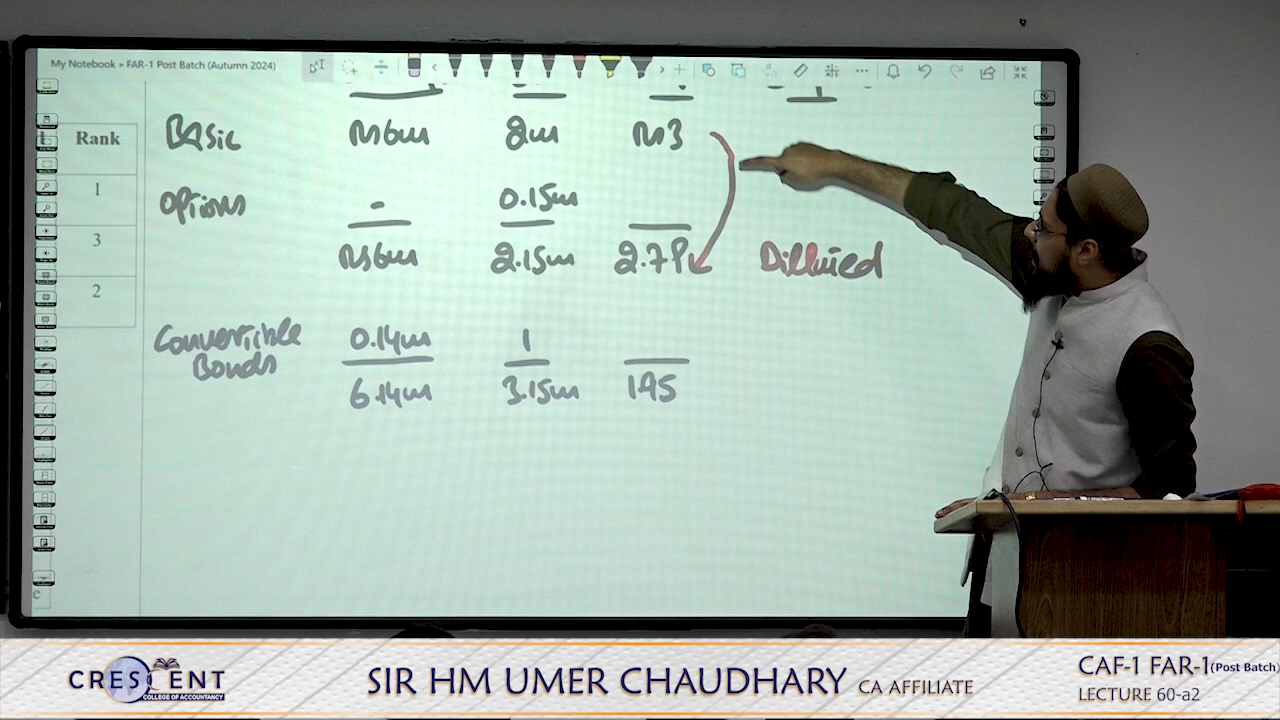 My Notebook » FAR-1 Post Batch (Autumn 2024)
Rank
1
3
2
Basic Rs6m 2m Rs3
Options - 0.15m
Rs6m 2.15m 2.79 Diluted
Convertible Bonds 0.14m 1
6.14m 3.15m 1.95
CRESCENT
COLLEGE OF ACCOUNTANCY
SIR HM UMER CHAUDHARY CA AFFILIATE
CAF-1 FAR-1(Post Batch)
LECTURE 60-a2